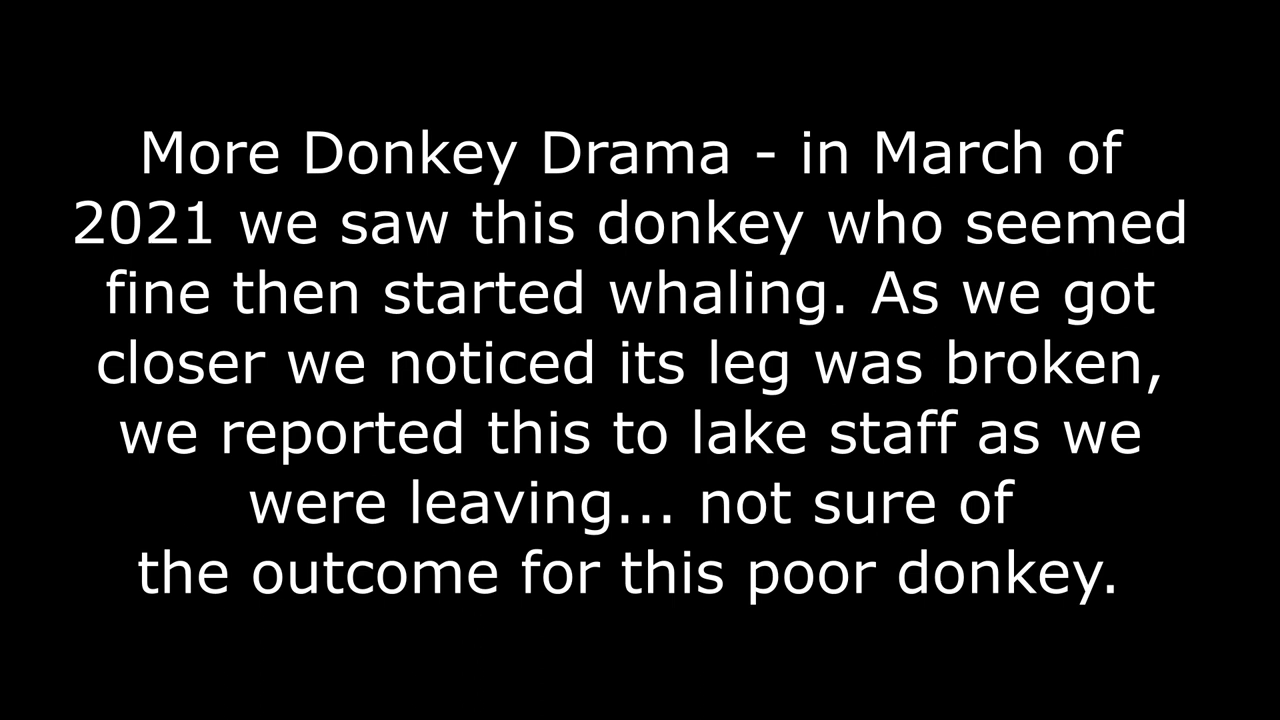 More Donkey Drama - in March of
2021 we saw this donkey who seemed
fine then started whaling. As we got
closer we noticed its leg was broken,
we reported this to lake staff as we
were leaving... not sure of
the outcome for this poor donkey.